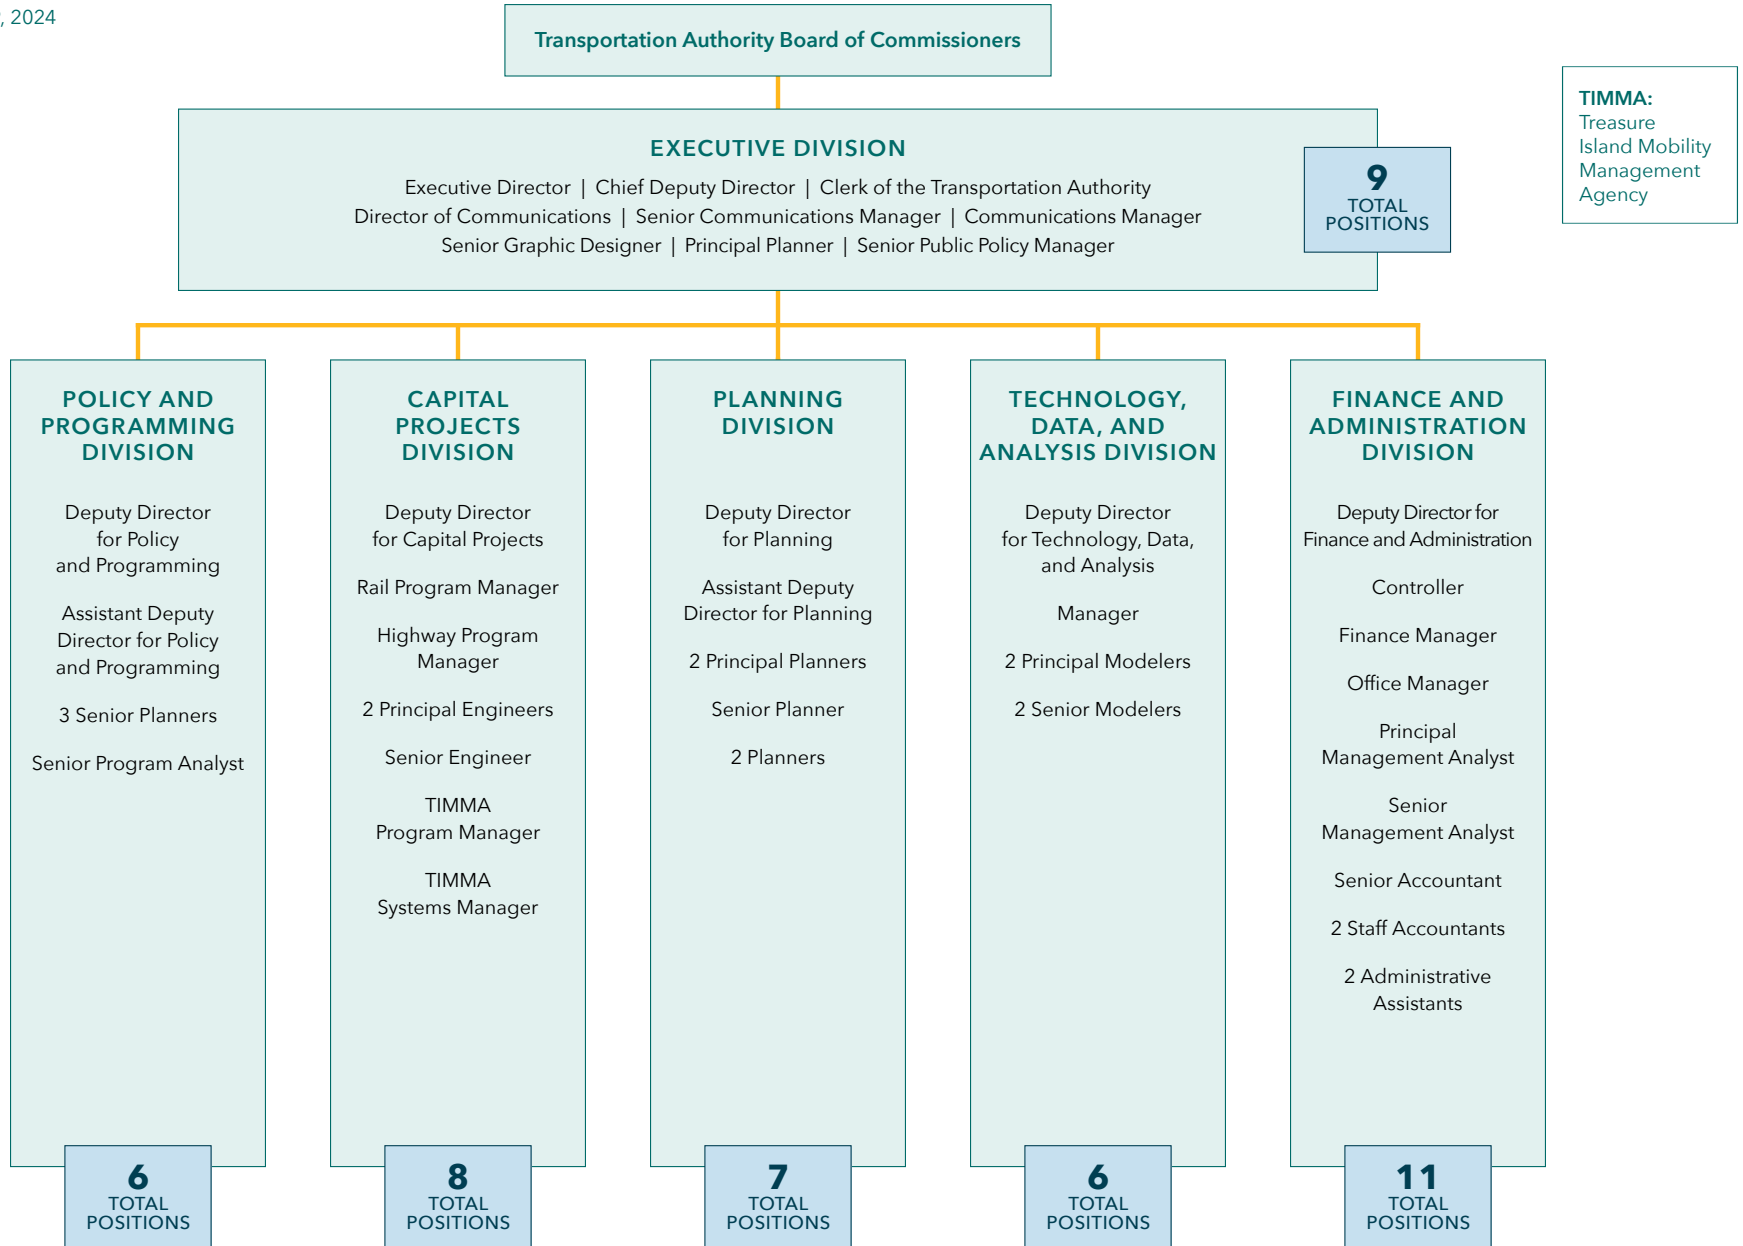 , 2024
Transportation Authority Board of Commissioners
TIMMA:
Treasure
Island Mobility
Management
Agency
EXECUTIVE DIVISION
Executive Director | Chief Deputy Director | Clerk of the Transportation Authority
Director of Communications | Senior Communications Manager | Communications Manager
Senior Graphic Designer | Principal Planner | Senior Public Policy Manager
9
TOTAL
POSITIONS
POLICY AND
PROGRAMMING
DIVISION
Deputy Director
for Policy
and Programming
Assistant Deputy
Director for Policy
and Programming
3 Senior Planners
Senior Program Analyst
6
TOTAL
POSITIONS
CAPITAL
PROJECTS
DIVISION
Deputy Director
for Capital Projects
Rail Program Manager
Highway Program
Manager
2 Principal Engineers
Senior Engineer
TIMMA
Program Manager
TIMMA
Systems Manager
8
TOTAL
POSITIONS
PLANNING
DIVISION
Deputy Director
for Planning
Assistant Deputy
Director for Planning
2 Principal Planners
Senior Planner
2 Planners
7
TOTAL
POSITIONS
TECHNOLOGY,
DATA, AND
ANALYSIS DIVISION
Deputy Director
for Technology, Data,
and Analysis
Manager
2 Principal Modelers
2 Senior Modelers
6
TOTAL
POSITIONS
FINANCE AND
ADMINISTRATION
DIVISION
Deputy Director for
Finance and Administration
Controller
Finance Manager
Office Manager
Principal
Management Analyst
Senior
Management Analyst
Senior Accountant
2 Staff Accountants
2 Administrative
Assistants
11
TOTAL
POSITIONS